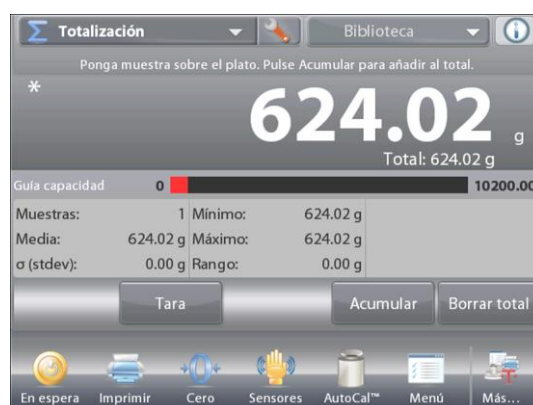 Σ Totalización Biblioteca
Ponga muestra sobre el plato. Pulse Acumular para añadir al total.
*
624.02 g
Total: 624.02 g
Guía capacidad 0 10200.00
Muestras: 1 Mínimo: 624.02 g
Media: 624.02 g Máximo: 624.02 g
σ (stdev): 0.00 g Rango: 0.00 g
Tara Acumular Borrar total
En espera Imprimir Cero Sensores AutoCal™ Menú Más...